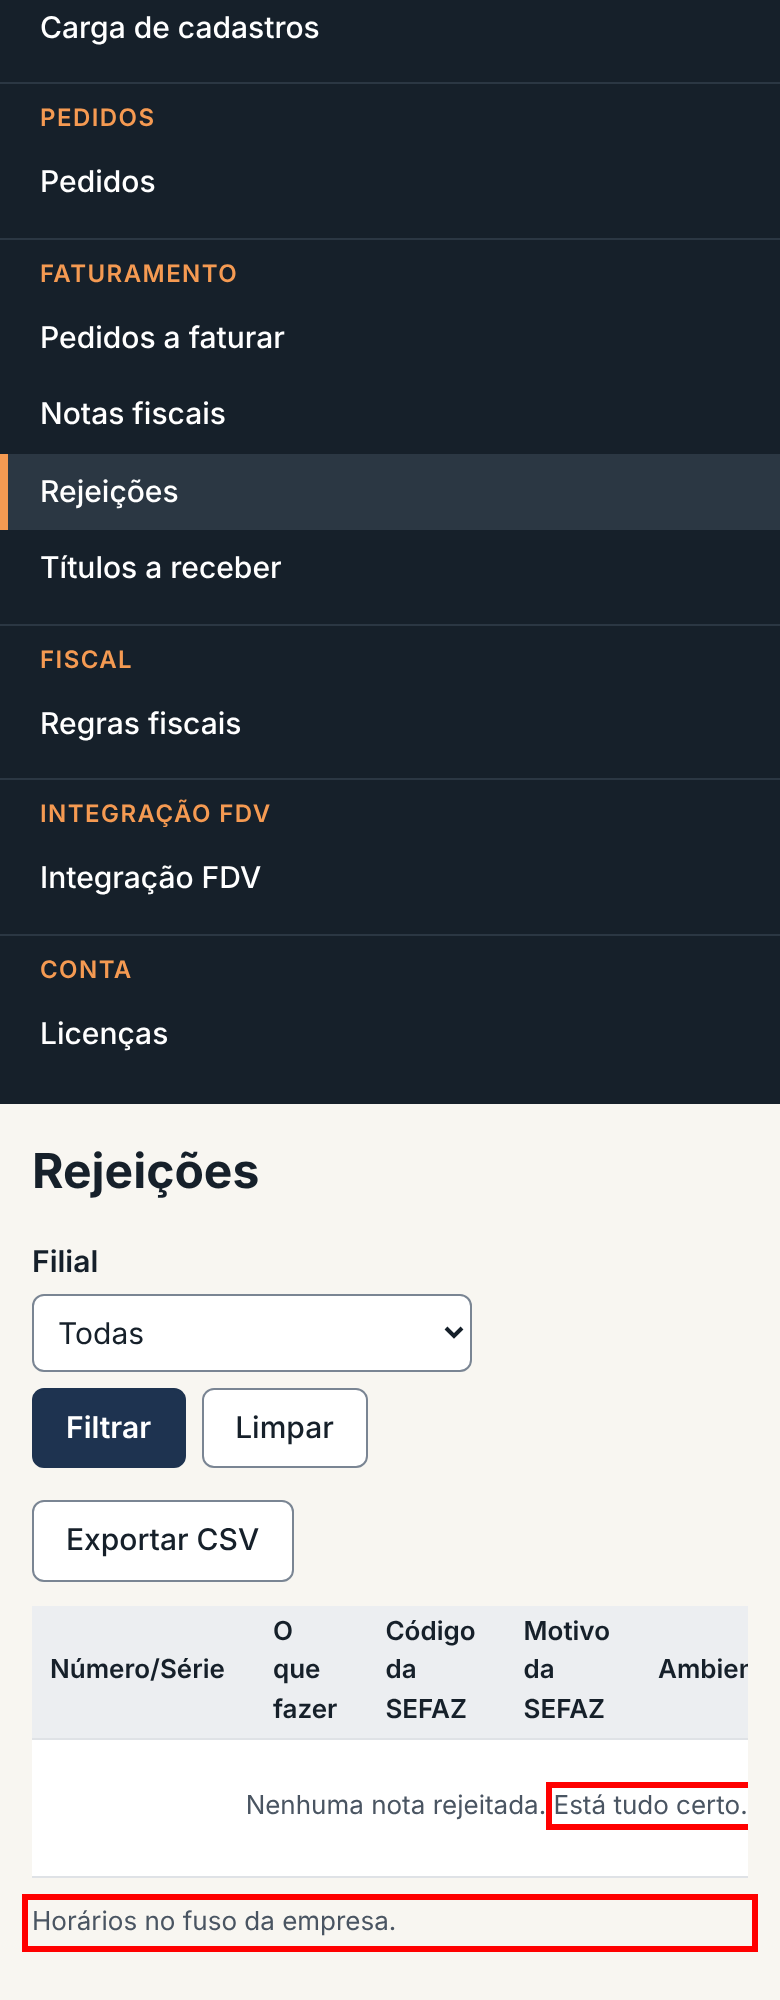 Carga de cadastros
PEDIDOS
Pedidos
FATURAMENTO
Pedidos a faturar
Notas fiscais
Rejeições
Títulos a receber
FISCAL
Regras fiscais
INTEGRAÇÃO FDV
Integração FDV
CONTA
Licenças
Rejeições
Filial
Todas
Filtrar Limpar
Exportar CSV
Número/Série O que fazer Código da SEFAZ Motivo da SEFAZ Ambien
Nenhuma nota rejeitada. Está tudo certo.
Horários no fuso da empresa.